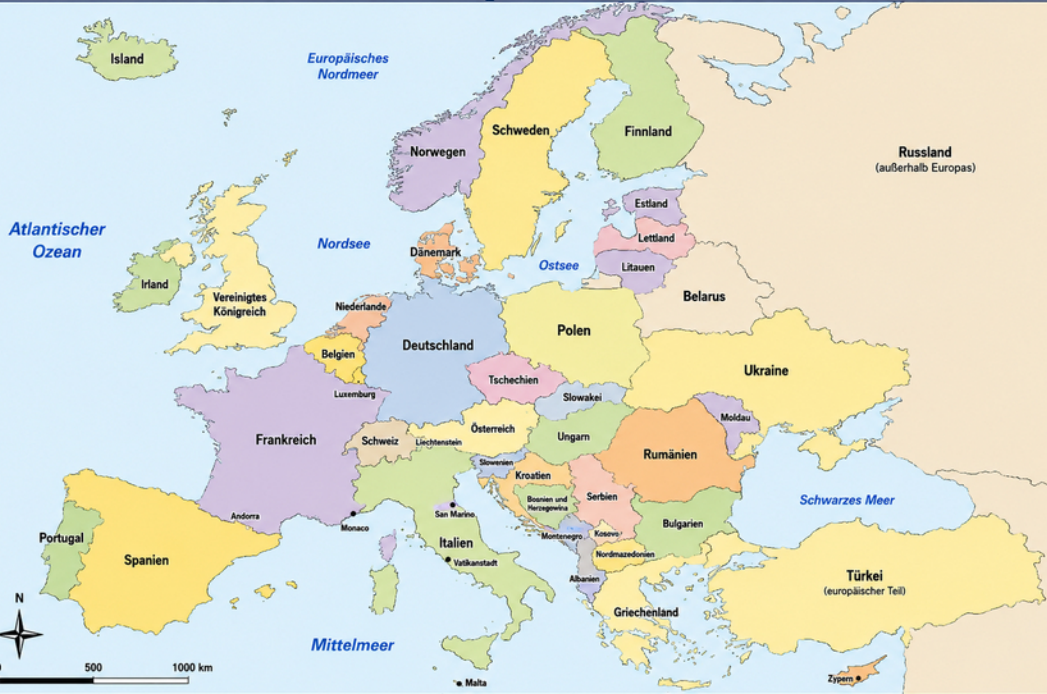 Island
Europäisches
Nordmeer
Schweden
Finnland
Norwegen
Russland
(außerhalb Europas)
Estland
Atlantischer
Ozean
Nordsee
Dänemark
Lettland
Ostsee
Litauen
Irland
Vereinigtes
Königreich
Niederlande
Belarus
Deutschland
Polen
Belgien
Ukraine
Tschechien
Luxemburg
Slowakei
Moldau
Frankreich
Schweiz
Liechtenstein
Österreich
Ungarn
Rumänien
Slowenien
Kroatien
Serbien
Bosnien und
Herzegowina
Schwarzes Meer
Andorra
Monaco
San Marino
Bulgarien
Montenegro
Kosovo
Portugal
Spanien
Italien
Vatikanstadt
Nordmazedonien
Albanien
Türkei
(europäischer Teil)
N
Griechenland
Mittelmeer
0 500 1000 km
Malta
Zypern